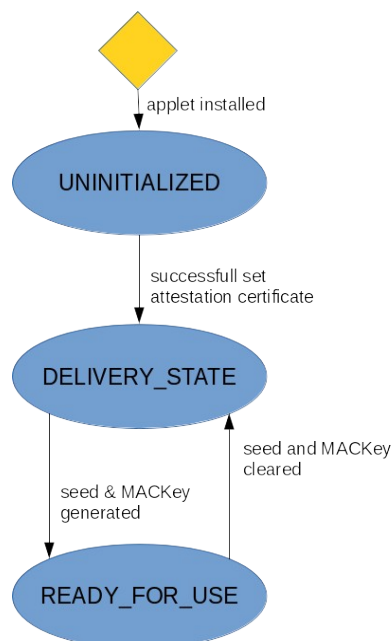 applet installed
UNINITIALIZED
successfull set
attestation certificate
DELIVERY_STATE
seed and MACKey
cleared
seed & MACKey
generated
READY_FOR_USE